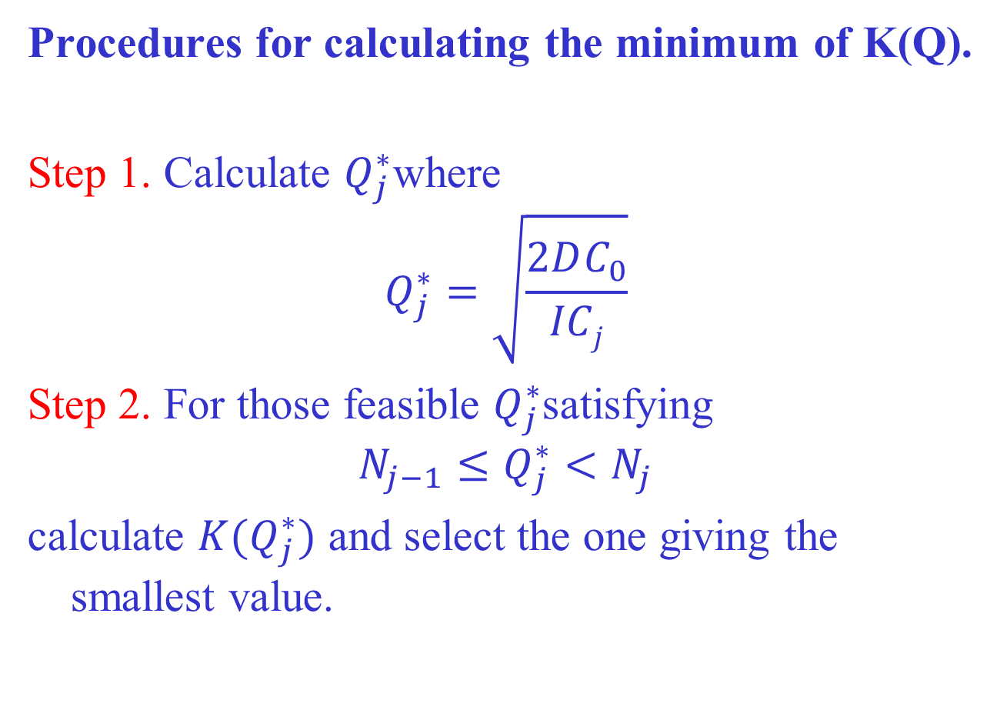 Procedures for calculating the minimum of K(Q).
Step 1. Calculate $Q_j^*$ where
$Q_j^* = \sqrt{\frac{2DC_0}{IC_j}}$
Step 2. For those feasible $Q_j^*$ satisfying
$N_{j-1} \leq Q_j^* < N_j$
calculate $K(Q_j^*)$ and select the one giving the
smallest value.